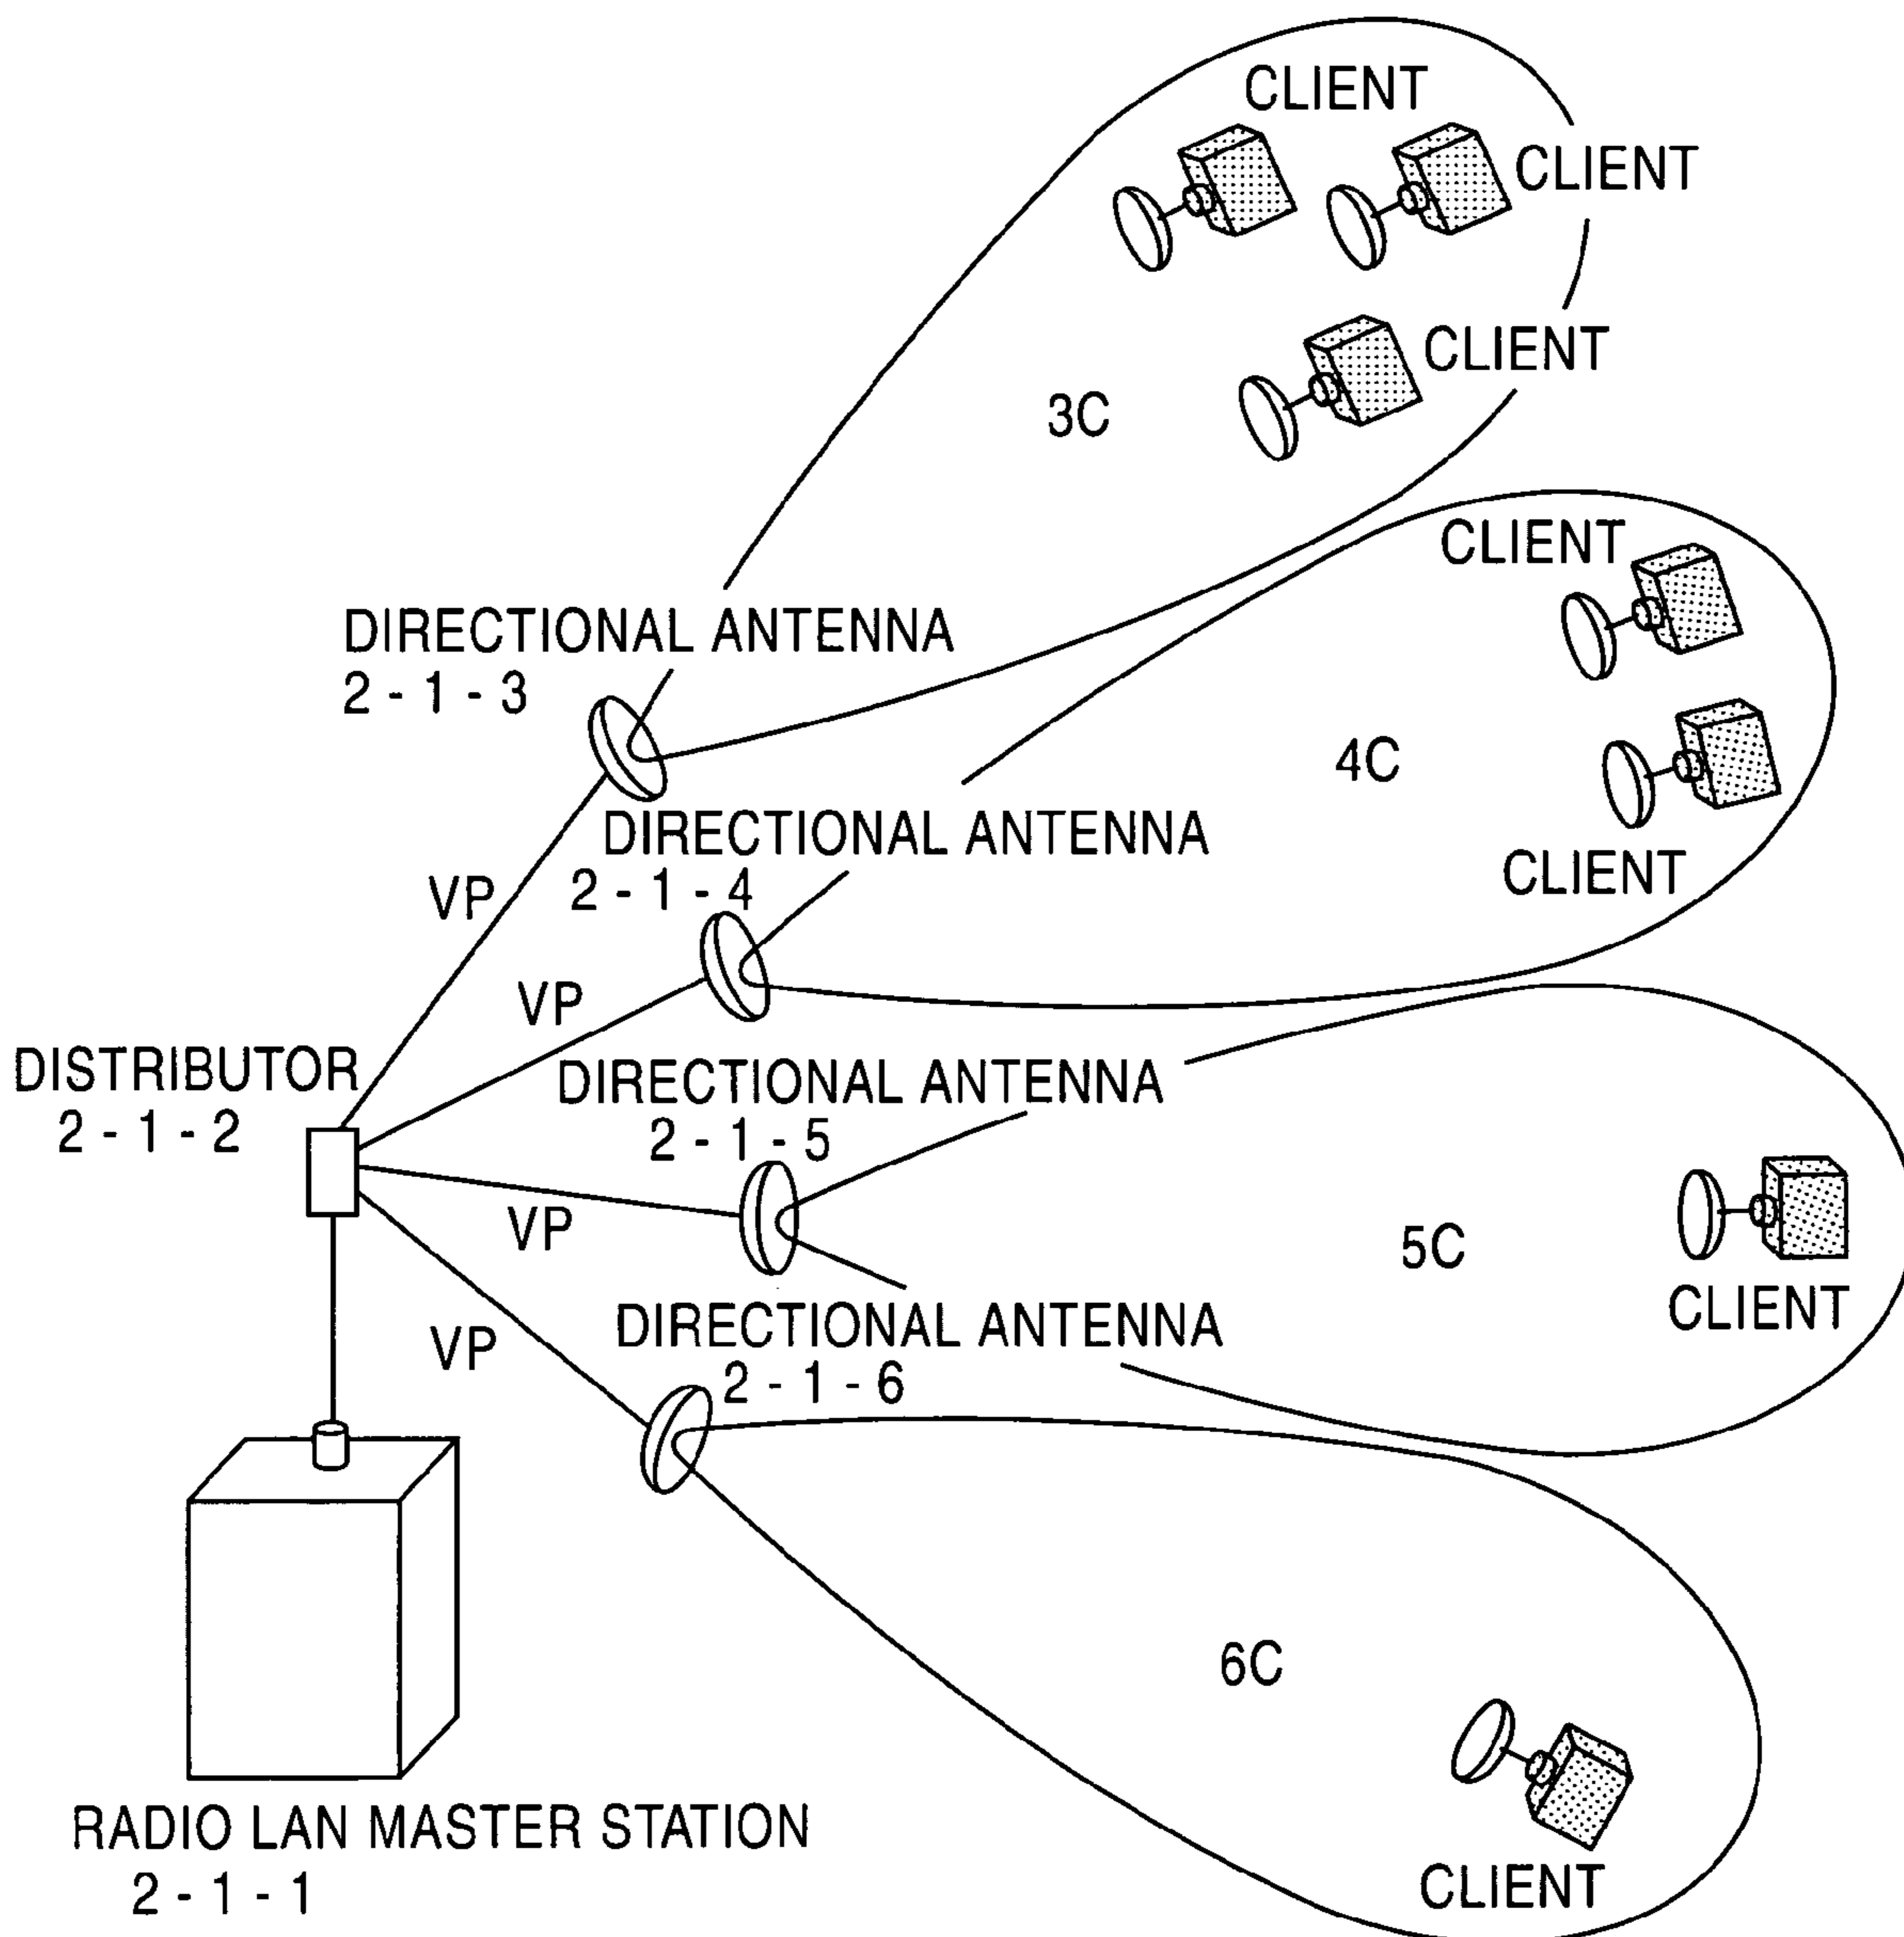 CLIENT
CLIENT
CLIENT
3C
CLIENT
DIRECTIONAL ANTENNA
2 - 1 - 3
4C
DIRECTIONAL ANTENNA
2 - 1 - 4
CLIENT
VP
VP
DISTRIBUTOR
2 - 1 - 2
DIRECTIONAL ANTENNA
2 - 1 - 5
VP
5C
CLIENT
DIRECTIONAL ANTENNA
2 - 1 - 6
VP
6C
RADIO LAN MASTER STATION
2 - 1 - 1
CLIENT